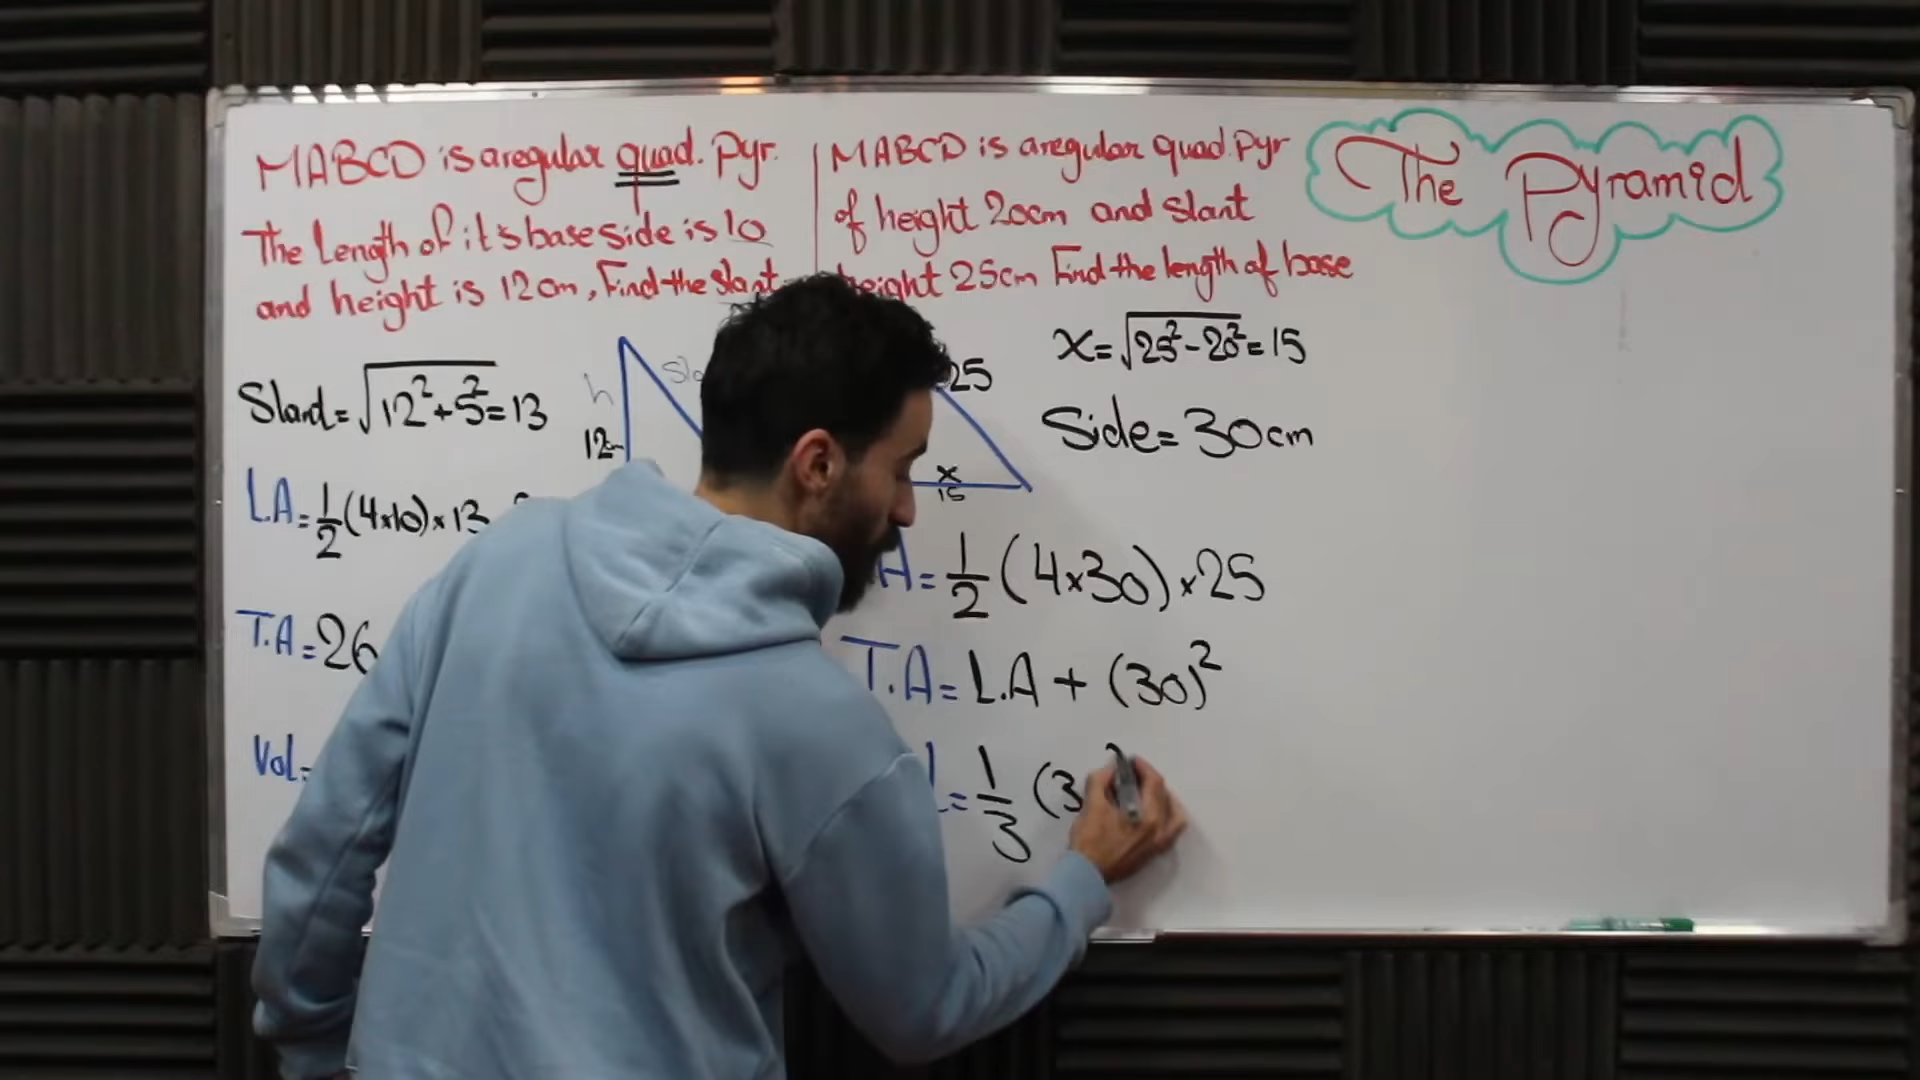 MABCD is a regular quad. Pyr.
The Length of it's base side is 10
and height is 12cm, Find the slant
Slant = √12²+5² = 13
h
12cm
L.A = 1/2 (4×10) × 13
T.A = 26
Vol =
MABCD is a regular quad. Pyr
of height 20cm and slant
height 25cm Find the length of base
25
x
15
x = √25²-20² = 15
Side = 30cm
A = 1/2 (4×30) × 25
T.A = L.A + (30)²
= 1/3 (3
The Pyramid